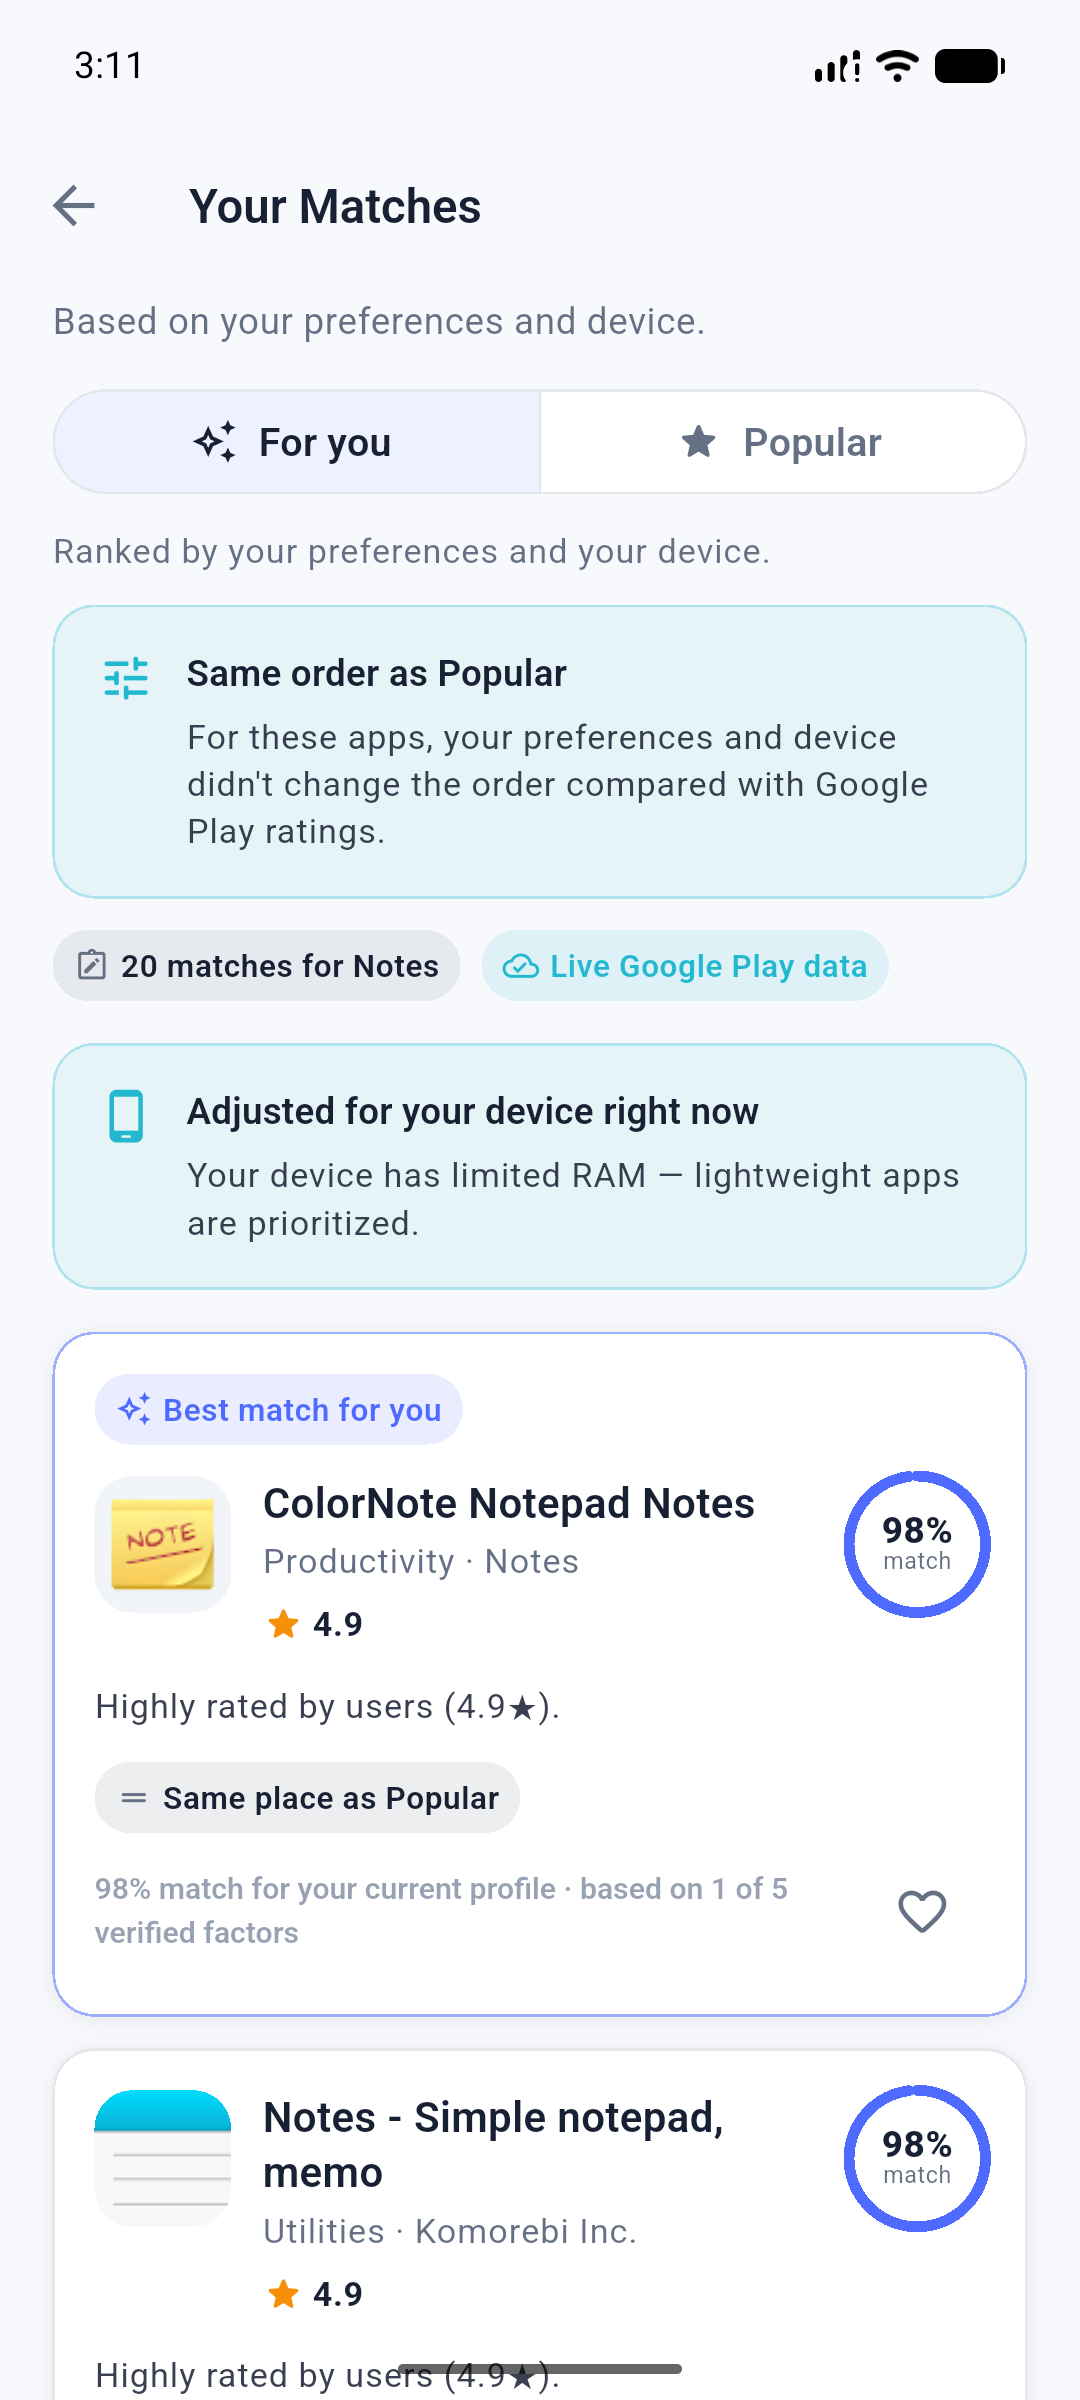 3:11
Your Matches
Based on your preferences and device.
For you
Popular
Ranked by your preferences and your device.
Same order as Popular
For these apps, your preferences and device
didn't change the order compared with Google
Play ratings.
20 matches for Notes
Live Google Play data
Adjusted for your device right now
Your device has limited RAM — lightweight apps
are prioritized.
Best match for you
NOTE
ColorNote Notepad Notes
Productivity · Notes
4.9
98%
match
Highly rated by users (4.9★).
= Same place as Popular
98% match for your current profile · based on 1 of 5
verified factors
Notes - Simple notepad,
memo
Utilities · Komorebi Inc.
4.9
98%
match
Highly rated by users (4.9★).